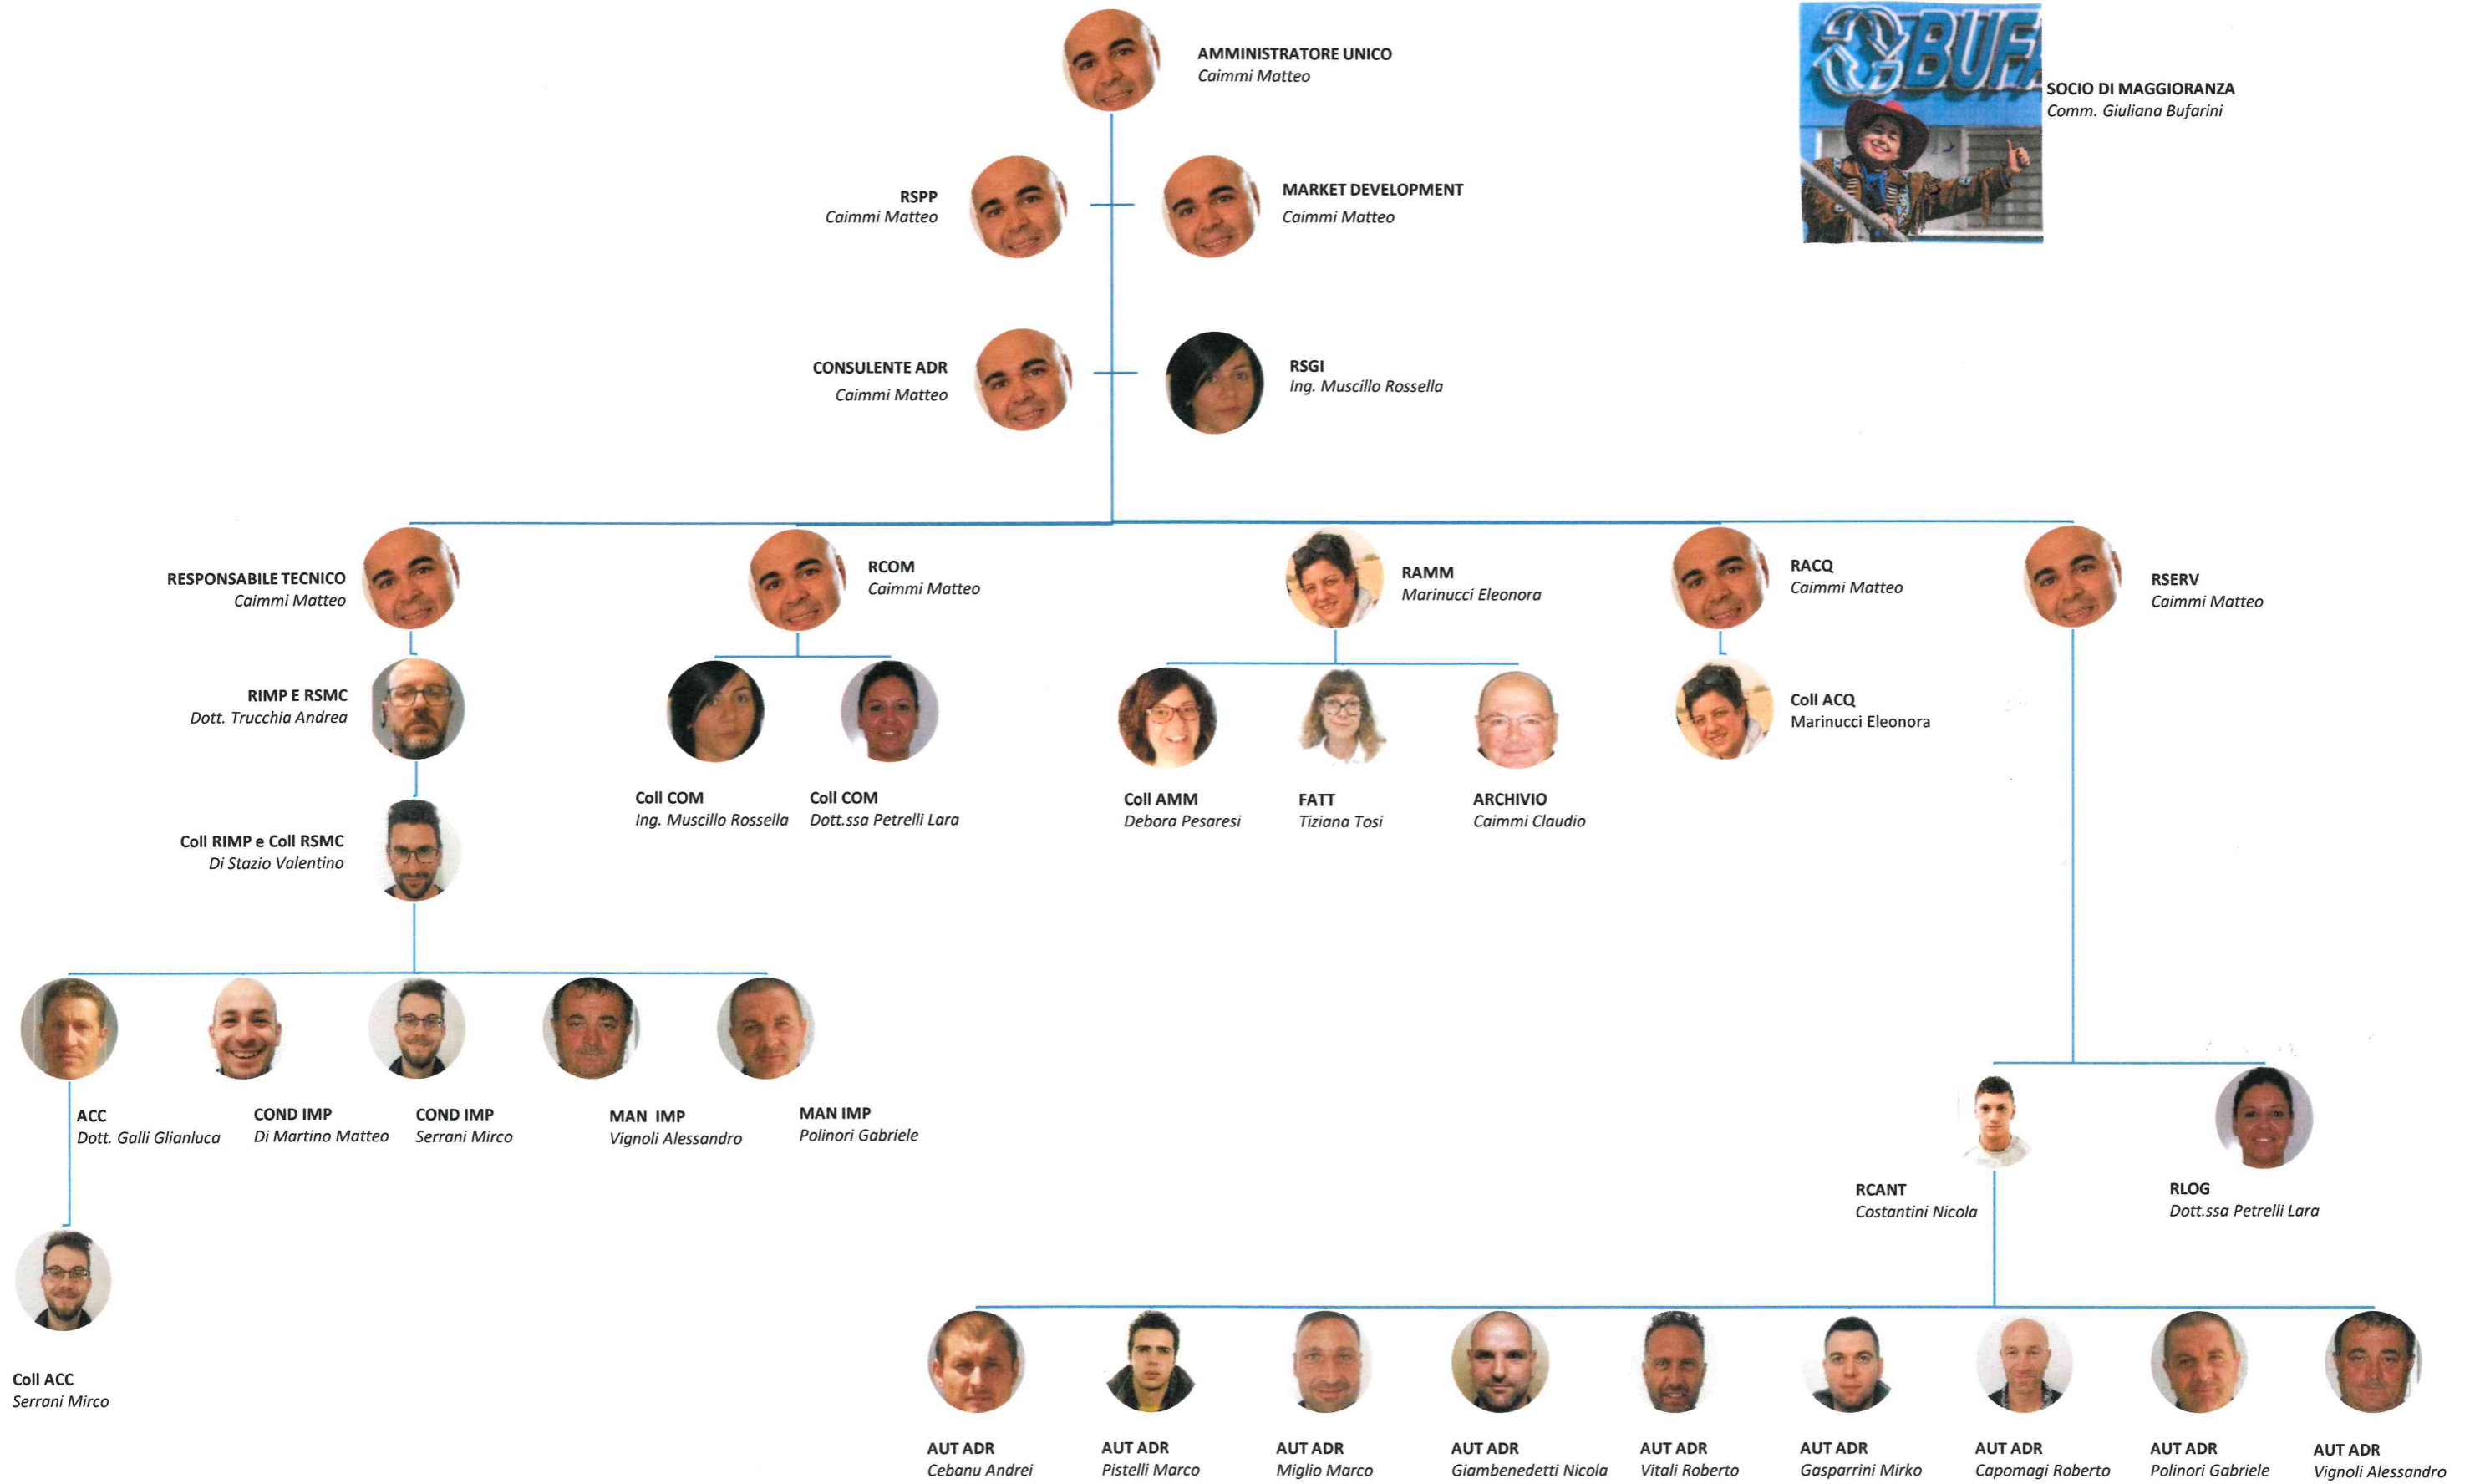 AMMINISTRATORE UNICO
Caimmi Matteo
BUFA
SOCIO DI MAGGIORANZA
Comm. Giuliana Bufarini
RSPP
Caimmi Matteo
MARKET DEVELOPMENT
Caimmi Matteo
CONSULENTE ADR
Caimmi Matteo
RSGI
Ing. Muscillo Rossella
RESPONSABILE TECNICO
Caimmi Matteo
RCOM
Caimmi Matteo
RAMM
Marinucci Eleonora
RACQ
Caimmi Matteo
RSERV
Caimmi Matteo
RIMP E RSMC
Dott. Trucchia Andrea
Coll ACQ
Marinucci Eleonora
Coll COM
Ing. Muscillo Rossella
Coll COM
Dott.ssa Petrelli Lara
Coll AMM
Debora Pesaresi
FATT
Tiziana Tosi
ARCHIVIO
Caimmi Claudio
Coll RIMP e Coll RSMC
Di Stazio Valentino
ACC
Dott. Galli Glianluca
COND IMP
Di Martino Matteo
COND IMP
Serrani Mirco
MAN IMP
Vignoli Alessandro
MAN IMP
Polinori Gabriele
RCANT
Costantini Nicola
RLOG
Dott.ssa Petrelli Lara
Coll ACC
Serrani Mirco
AUT ADR
Cebanu Andrei
AUT ADR
Pistelli Marco
AUT ADR
Miglio Marco
AUT ADR
Giambenedetti Nicola
AUT ADR
Vitali Roberto
AUT ADR
Gasparrini Mirko
AUT ADR
Capomagi Roberto
AUT ADR
Polinori Gabriele
AUT ADR
Vignoli Alessandro